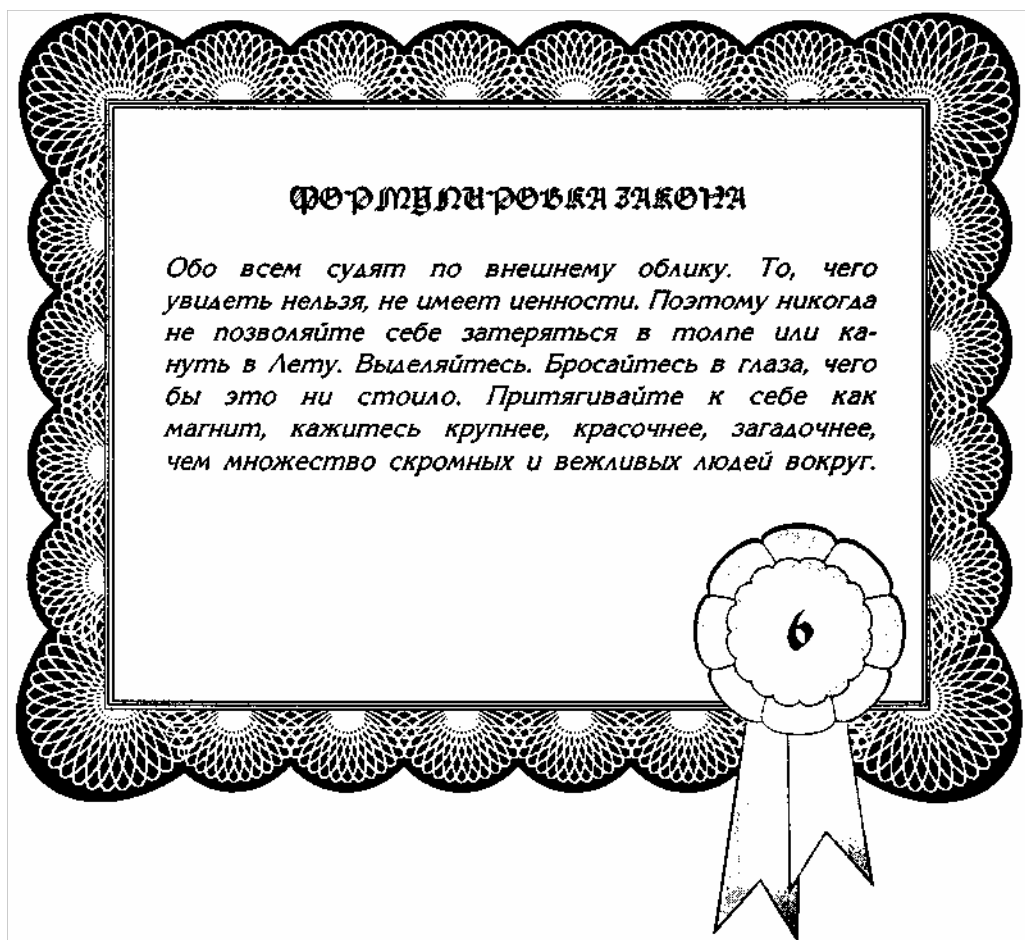 ФОРМУЛИРОВКА ЗАКОНА
Обо всем судят по внешнему облику. То, чего
увидеть нельзя, не имеет ценности. Поэтому никогда
не позволяйте себе затеряться в толпе или ка-
нуть в Лету. Выделяйтесь. Бросайтесь в глаза, чего
бы это ни стоило. Притягивайте к себе как
магнит, кажитесь крупнее, красочнее, загадочнее,
чем множество скромных и вежливых людей вокруг.
6